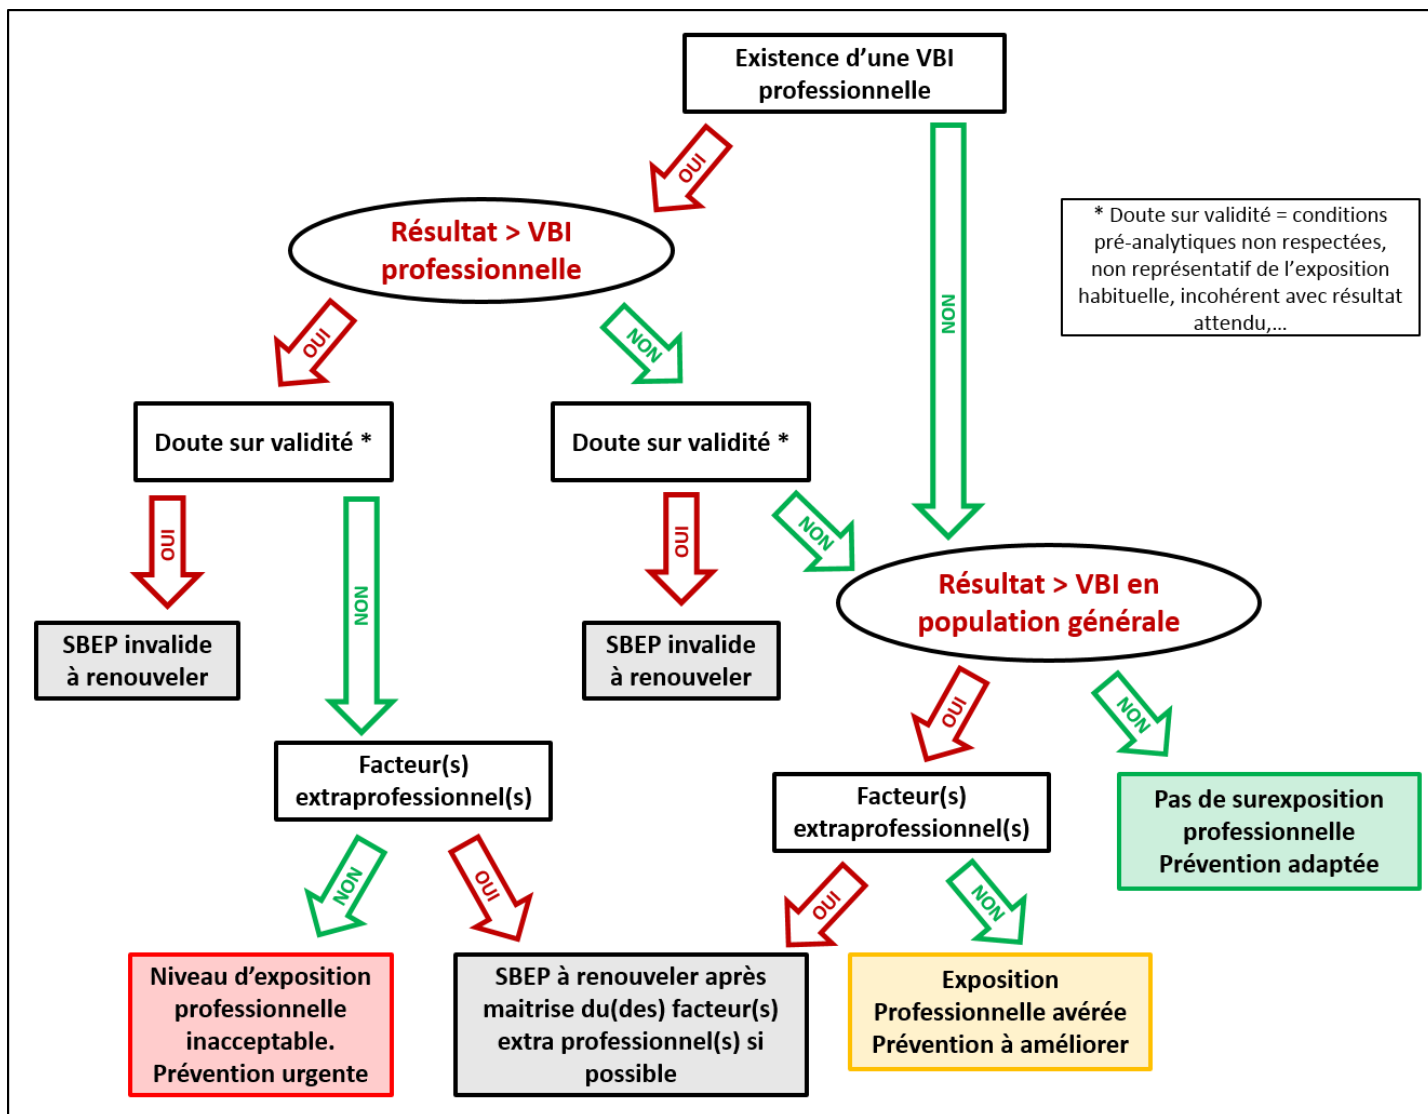 Existence d’une VBI
professionnelle
OUI
NON
Résultat > VBI
professionnelle
* Doute sur validité = conditions
pré-analytiques non respectées,
non représentatif de l’exposition
habituelle, incohérent avec résultat
attendu,…
OUI
NON
Doute sur validité *
Doute sur validité *
OUI
NON
OUI
NON
Résultat > VBI en
population générale
SBEP invalide
à renouveler
SBEP invalide
à renouveler
OUI
NON
Facteur(s)
extraprofessionnel(s)
Facteur(s)
extraprofessionnel(s)
Pas de surexposition
professionnelle
Prévention adaptée
NON
OUI
OUI
NON
Niveau d’exposition
professionnelle
inacceptable.
Prévention urgente
SBEP à renouveler après
maitrise du(des) facteur(s)
extra professionnel(s) si
possible
Exposition
Professionnelle avérée
Prévention à améliorer